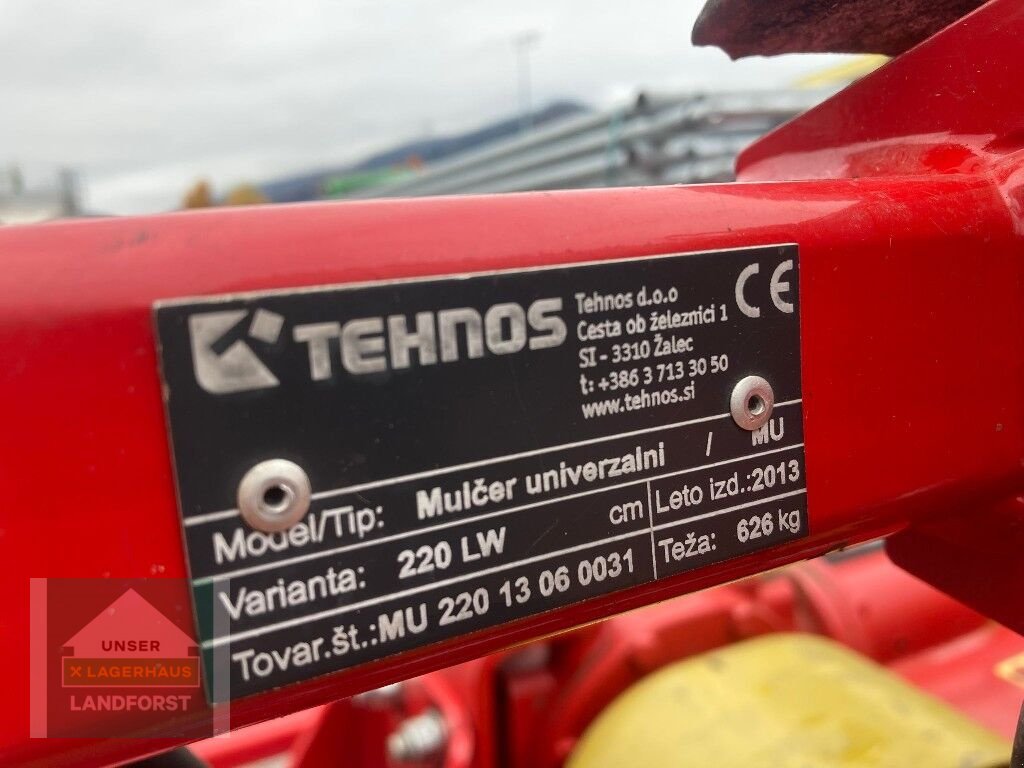 TEHNOS
Tehnos d.o.o
Cesta ob železnici 1
SI - 3310 Žalec
t: +386 3 713 30 50
www.tehnos.si
CE
Model/Tip: Mulčer univerzalni / MU
Varianta: 220 LW cm
Leto izd.:2013
Tovar.št.:MU 220 13 06 0031
Teža: 626 kg
UNSER
X LAGERHAUS
LANDFORST